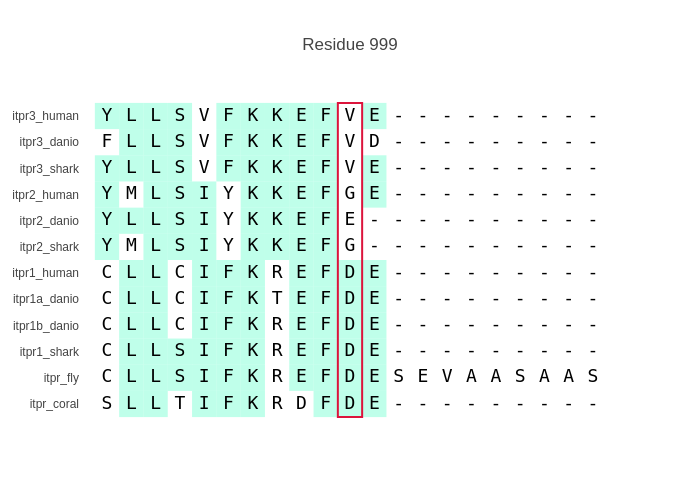 Residue 999
itpr3_human Y L L S V F K K E F V E - - - - - - - - -
itpr3_danio F L L S V F K K E F V D - - - - - - - - -
itpr3_shark Y L L S V F K K E F V E - - - - - - - - -
itpr2_human Y M L S I Y K K E F G E - - - - - - - - -
itpr2_danio Y L L S I Y K K E F E - - - - - - - - - -
itpr2_shark Y M L S I Y K K E F G - - - - - - - - - -
itpr1_human C L L C I F K R E F D E - - - - - - - - -
itpr1a_danio C L L C I F K T E F D E - - - - - - - - -
itpr1b_danio C L L C I F K R E F D E - - - - - - - - -
itpr1_shark C L L S I F K R E F D E - - - - - - - - -
itpr_fly C L L S I F K R E F D E S E V A A S A A S
itpr_coral S L L T I F K R D F D E - - - - - - - - -